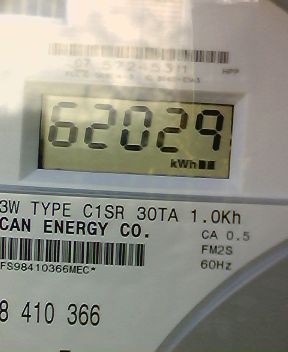 62029
kWh
3W TYPE C1SR 30TA 1.0Kh
CAN ENERGY CO.
CA 0.5
FM2S
60Hz
FS98410366MEC*
8 410 366